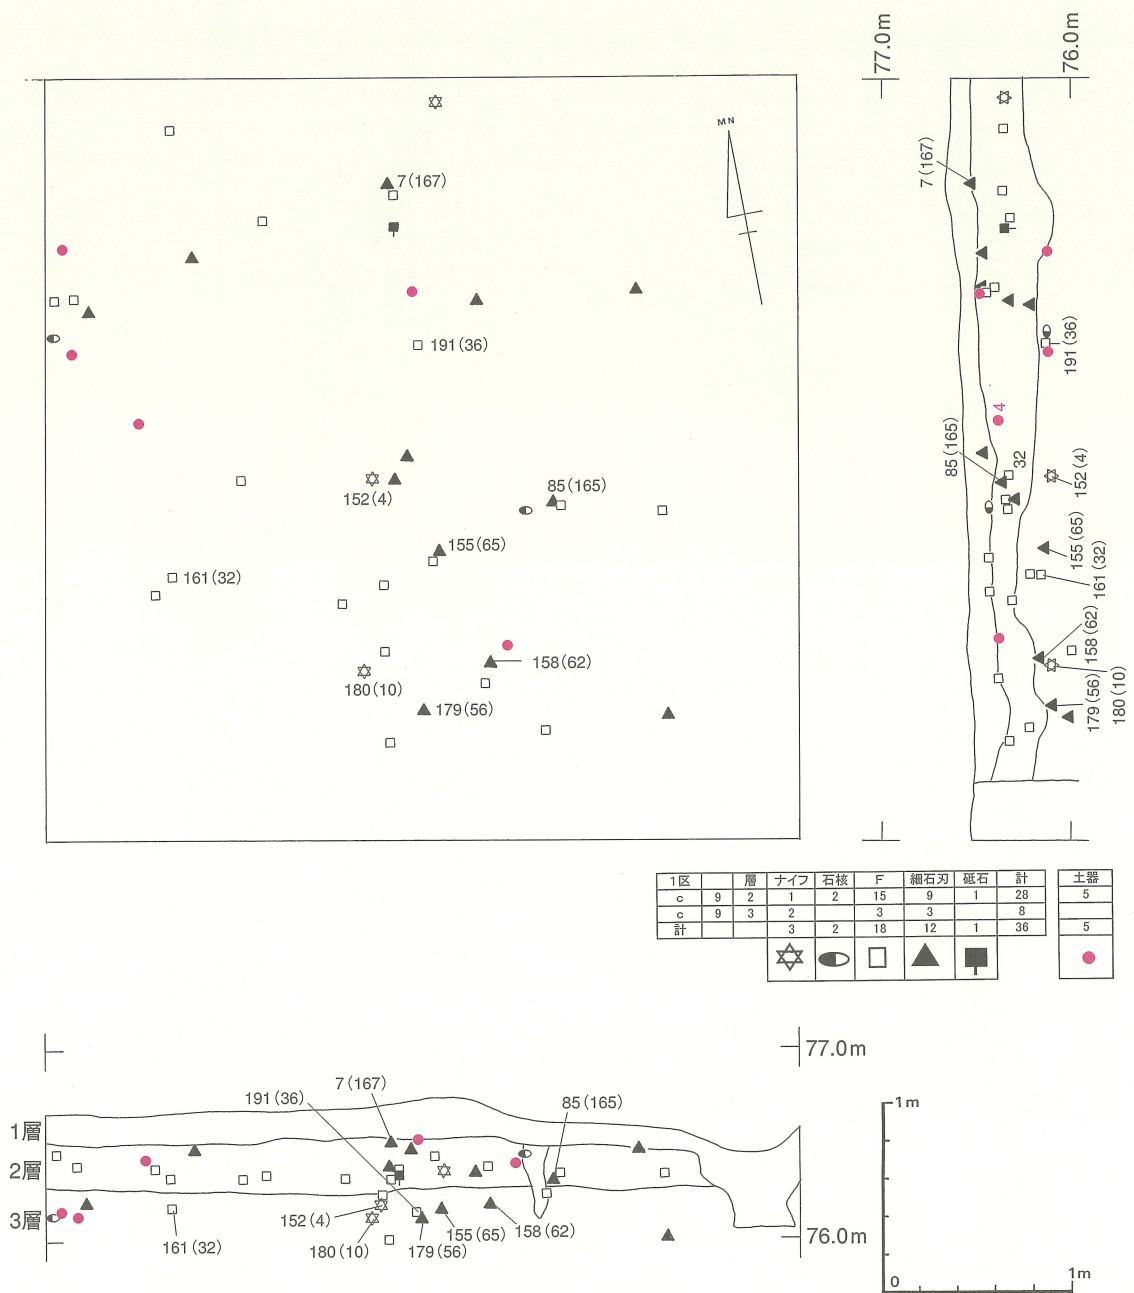 77.0m
76.0m
MN
7(167)
191(36)
152(4)
85(165)
155(65)
161(32)
158(62)
180(10)
179(56)
7(167)
191(36)
4
85(165)
32
152(4)
155(65)
161(32)
158(62)
179(56)
180(10)
1区 層 ナイフ 石核 F 細石刃 砥石 計 土器
c 9 2 1 2 15 9 1 28 5
c 9 3 2 3 3 8
計 3 2 18 12 1 36 5
77.0m
7(167)
191(36)
85(165)
1層
2層
3層
152(4)
155(65)
158(62)
161(32)
180(10)
179(56)
76.0m
1m
0
1m